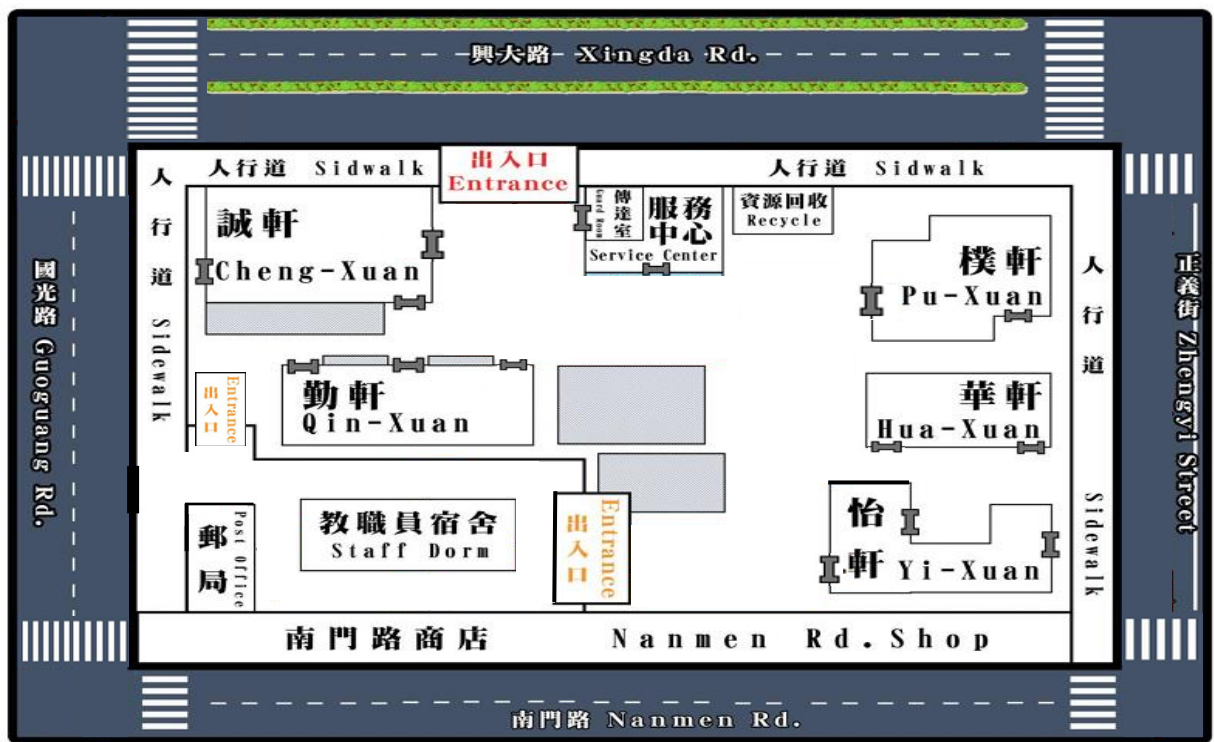 興大路 Xingda Rd.
人行道 Sidwalk
出入口
Entrance
人行道 Sidwalk
人行道 Sidewalk
誠軒
Cheng-Xuan
傳達室
Guard Room
服務
中心
Service Center
資源回收
Recycle
樸軒
Pu-Xuan
人行道 Sidewalk
國光路 Guoguang Rd.
正義街 Zhengyi Street
出入口
Entrance
勤軒
Qin-Xuan
華軒
Hua-Xuan
郵局
Post Office
教職員宿舍
Staff Dorm
出入口
Entrance
怡軒
Yi-Xuan
南門路商店 Nanmen Rd.Shop
南門路 Nanmen Rd.